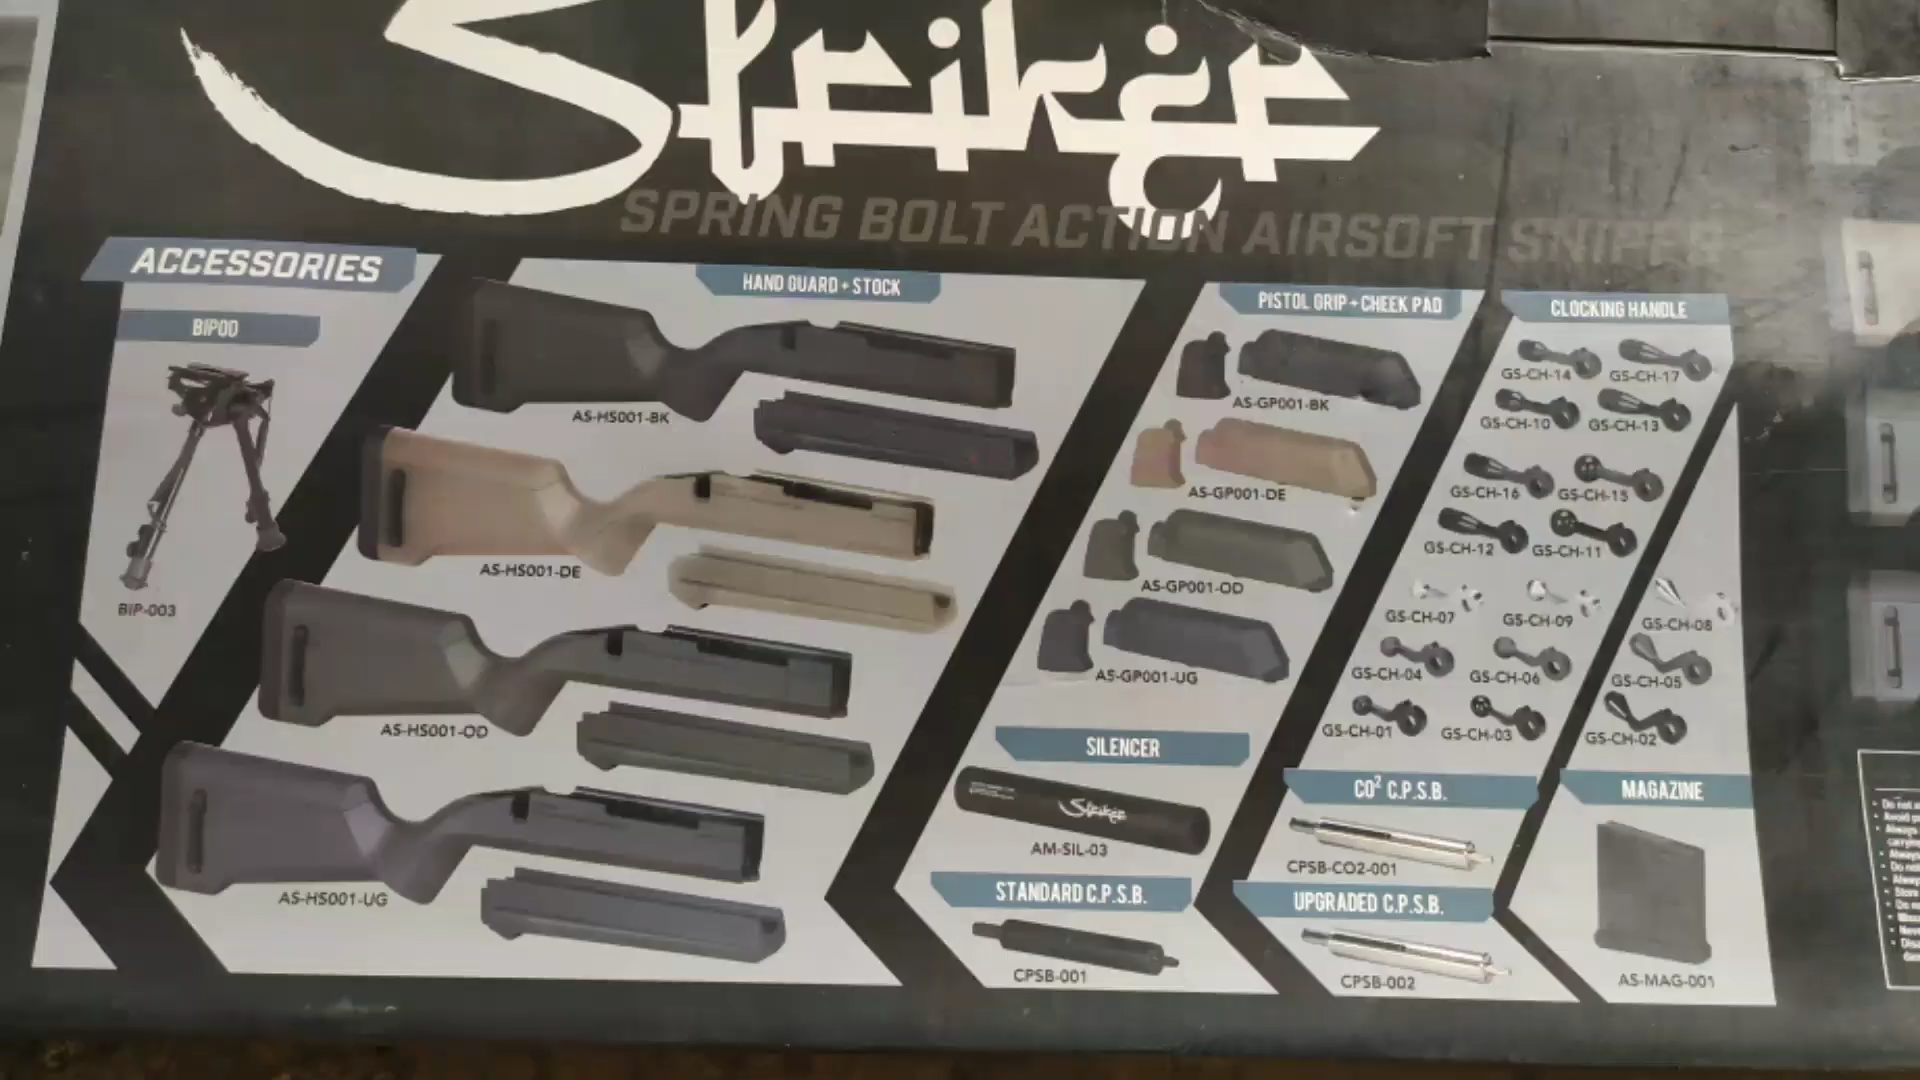 Striker
SPRING BOLT ACTION AIRSOFT SNIPER
ACCESSORIES
BIPOD
BIP-003
HAND GUARD + STOCK
AS-HS001-BK
AS-HS001-DE
AS-HS001-OD
AS-HS001-UG
PISTOL GRIP + CHEEK PAD
AS-GP001-BK
AS-GP001-DE
AS-GP001-OD
AS-GP001-UG
SILENCER
Striker
AM-SIL-03
STANDARD C.P.S.B.
CPSB-001
CLOCKING HANDLE
GS-CH-14 GS-CH-17
GS-CH-10 GS-CH-13
GS-CH-16 GS-CH-15
GS-CH-12 GS-CH-11
GS-CH-07 GS-CH-09 GS-CH-08
GS-CH-04 GS-CH-06 GS-CH-05
GS-CH-01 GS-CH-03 GS-CH-02
CO² C.P.S.B.
CPSB-CO2-001
UPGRADED C.P.S.B.
CPSB-002
MAGAZINE
AS-MAG-001